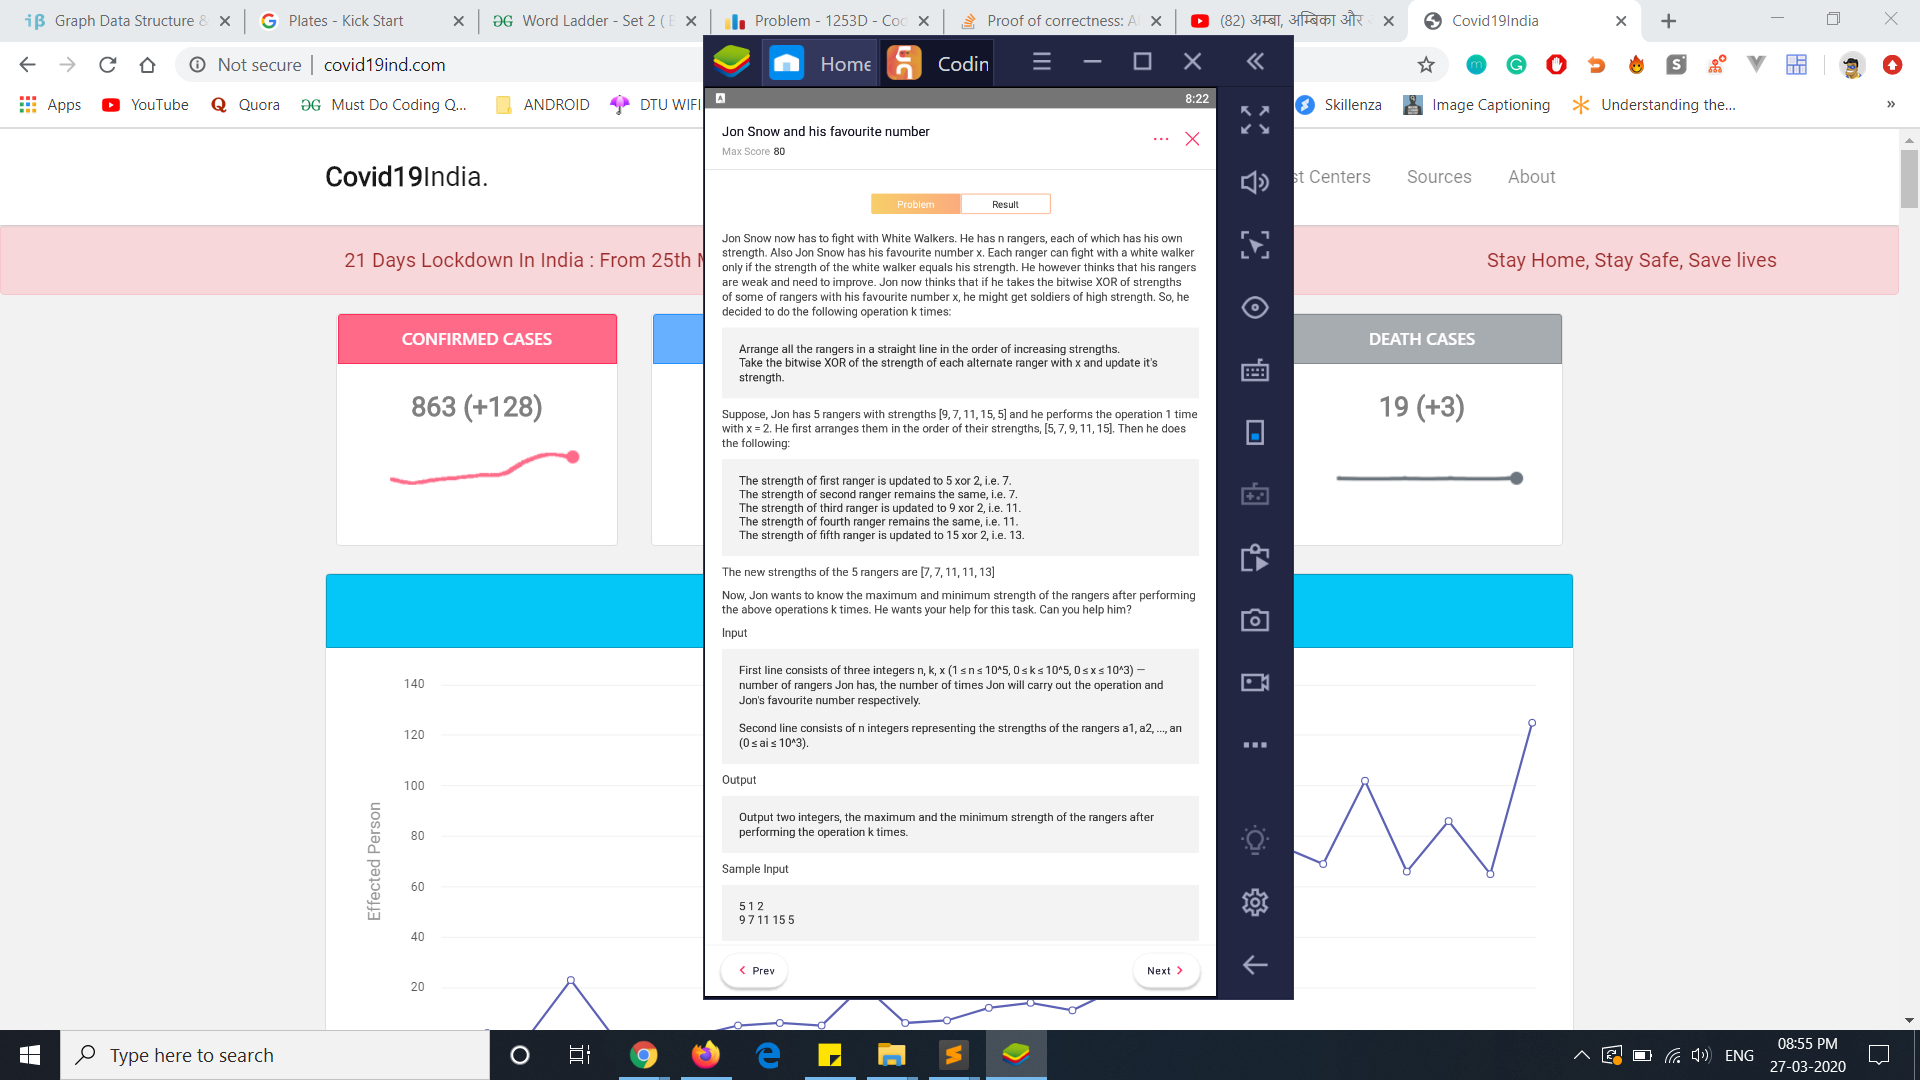 Graph Data Structure &
Plates - Kick Start
Word Ladder - Set 2 ( B
Problem - 1253D - Cod
Proof of correctness: A
(82) अम्बा, अम्बिका और
Covid19India
Not secure | covid19ind.com
Home
Codin
Apps
YouTube
Quora
Must Do Coding Q...
ANDROID
DTU WIFI
Skillenza
Image Captioning
Understanding the...
»
8:22
Jon Snow and his favourite number
Max Score 80
Covid19India.
st Centers
Sources
About
Problem
Result
21 Days Lockdown In India : From 25th M
Stay Home, Stay Safe, Save lives
CONFIRMED CASES
863 (+128)
DEATH CASES
19 (+3)
Jon Snow now has to fight with White Walkers. He has n rangers, each of which has his own
strength. Also Jon Snow has his favourite number x. Each ranger can fight with a white walker
only if the strength of the white walker equals his strength. He however thinks that his rangers
are weak and need to improve. Jon now thinks that if he takes the bitwise XOR of strengths
of some of rangers with his favourite number x, he might get soldiers of high strength. So, he
decided to do the following operation k times:
Arrange all the rangers in a straight line in the order of increasing strengths.
Take the bitwise XOR of the strength of each alternate ranger with x and update it's
strength.
Suppose, Jon has 5 rangers with strengths [9, 7, 11, 15, 5] and he performs the operation 1 time
with x = 2. He first arranges them in the order of their strengths, [5, 7, 9, 11, 15]. Then he does
the following:
The strength of first ranger is updated to 5 xor 2, i.e. 7.
The strength of second ranger remains the same, i.e. 7.
The strength of third ranger is updated to 9 xor 2, i.e. 11.
The strength of fourth ranger remains the same, i.e. 11.
The strength of fifth ranger is updated to 15 xor 2, i.e. 13.
The new strengths of the 5 rangers are [7, 7, 11, 11, 13]
Now, Jon wants to know the maximum and minimum strength of the rangers after performing
the above operations k times. He wants your help for this task. Can you help him?
Input
First line consists of three integers n, k, x (1 ≤ n ≤ 10^5, 0 ≤ k ≤ 10^5, 0 ≤ x ≤ 10^3) —
number of rangers Jon has, the number of times Jon will carry out the operation and
Jon's favourite number respectively.
Second line consists of n integers representing the strengths of the rangers a1, a2, ..., an
(0 ≤ ai ≤ 10^3).
Output
Output two integers, the maximum and the minimum strength of the rangers after
performing the operation k times.
Sample Input
5 1 2
9 7 11 15 5
Prev
Next
140
120
100
80
60
40
20
Effected Person
Type here to search
ENG
08:55 PM
27-03-2020